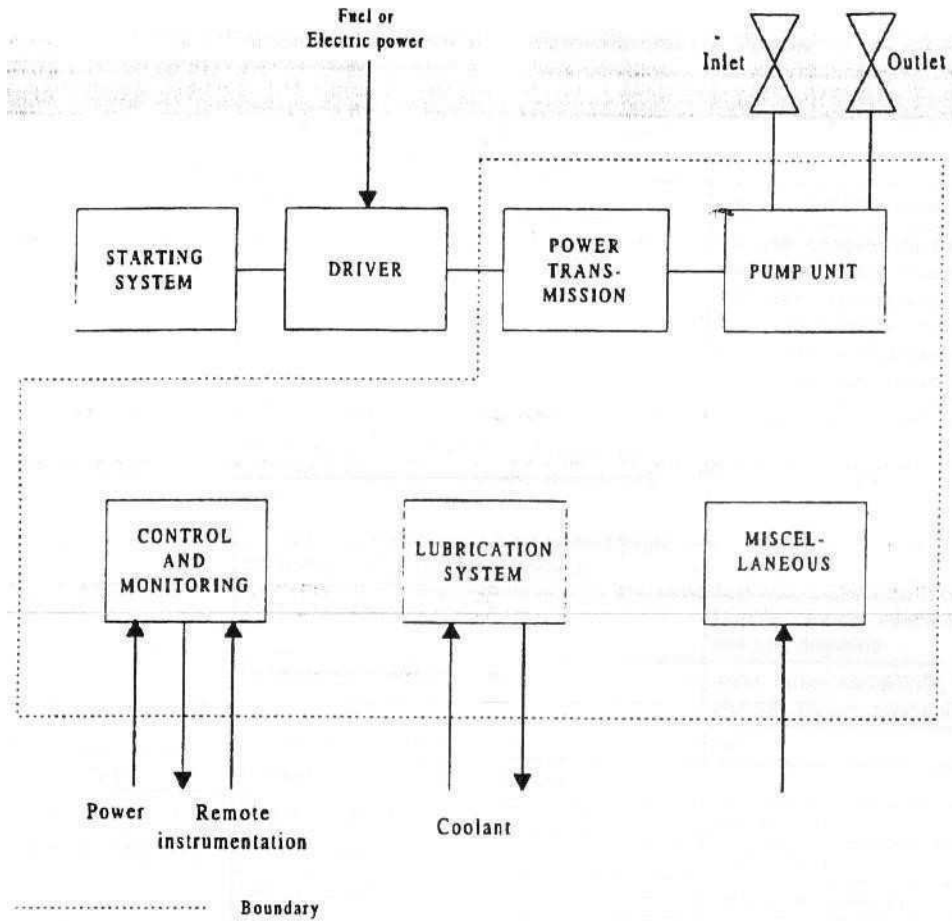 Fuel or
Electric power
Inlet
Outlet
STARTING
SYSTEM
DRIVER
POWER
TRANS-
MISSION
PUMP UNIT
CONTROL
AND
MONITORING
LUBRICATION
SYSTEM
MISCEL-
LANEOUS
Power
Remote
instrumentation
Coolant
Boundary